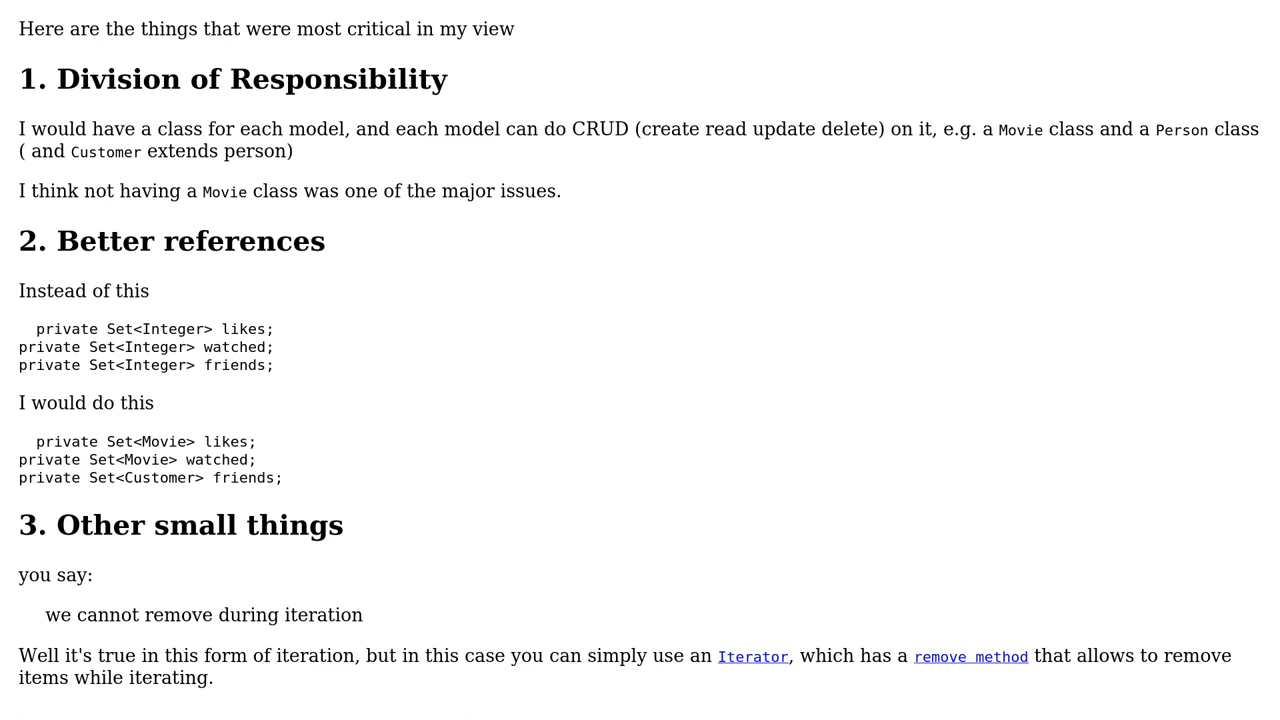 Here are the things that were most critical in my view
1. Division of Responsibility
I would have a class for each model, and each model can do CRUD (create read update delete) on it, e.g. a Movie class and a Person class
( and Customer extends person)
I think not having a Movie class was one of the major issues.
2. Better references
Instead of this
  private Set<Integer> likes;
private Set<Integer> watched;
private Set<Integer> friends;
I would do this
  private Set<Movie> likes;
private Set<Movie> watched;
private Set<Customer> friends;
3. Other small things
you say:
we cannot remove during iteration
Well it's true in this form of iteration, but in this case you can simply use an Iterator, which has a remove method that allows to remove
items while iterating.